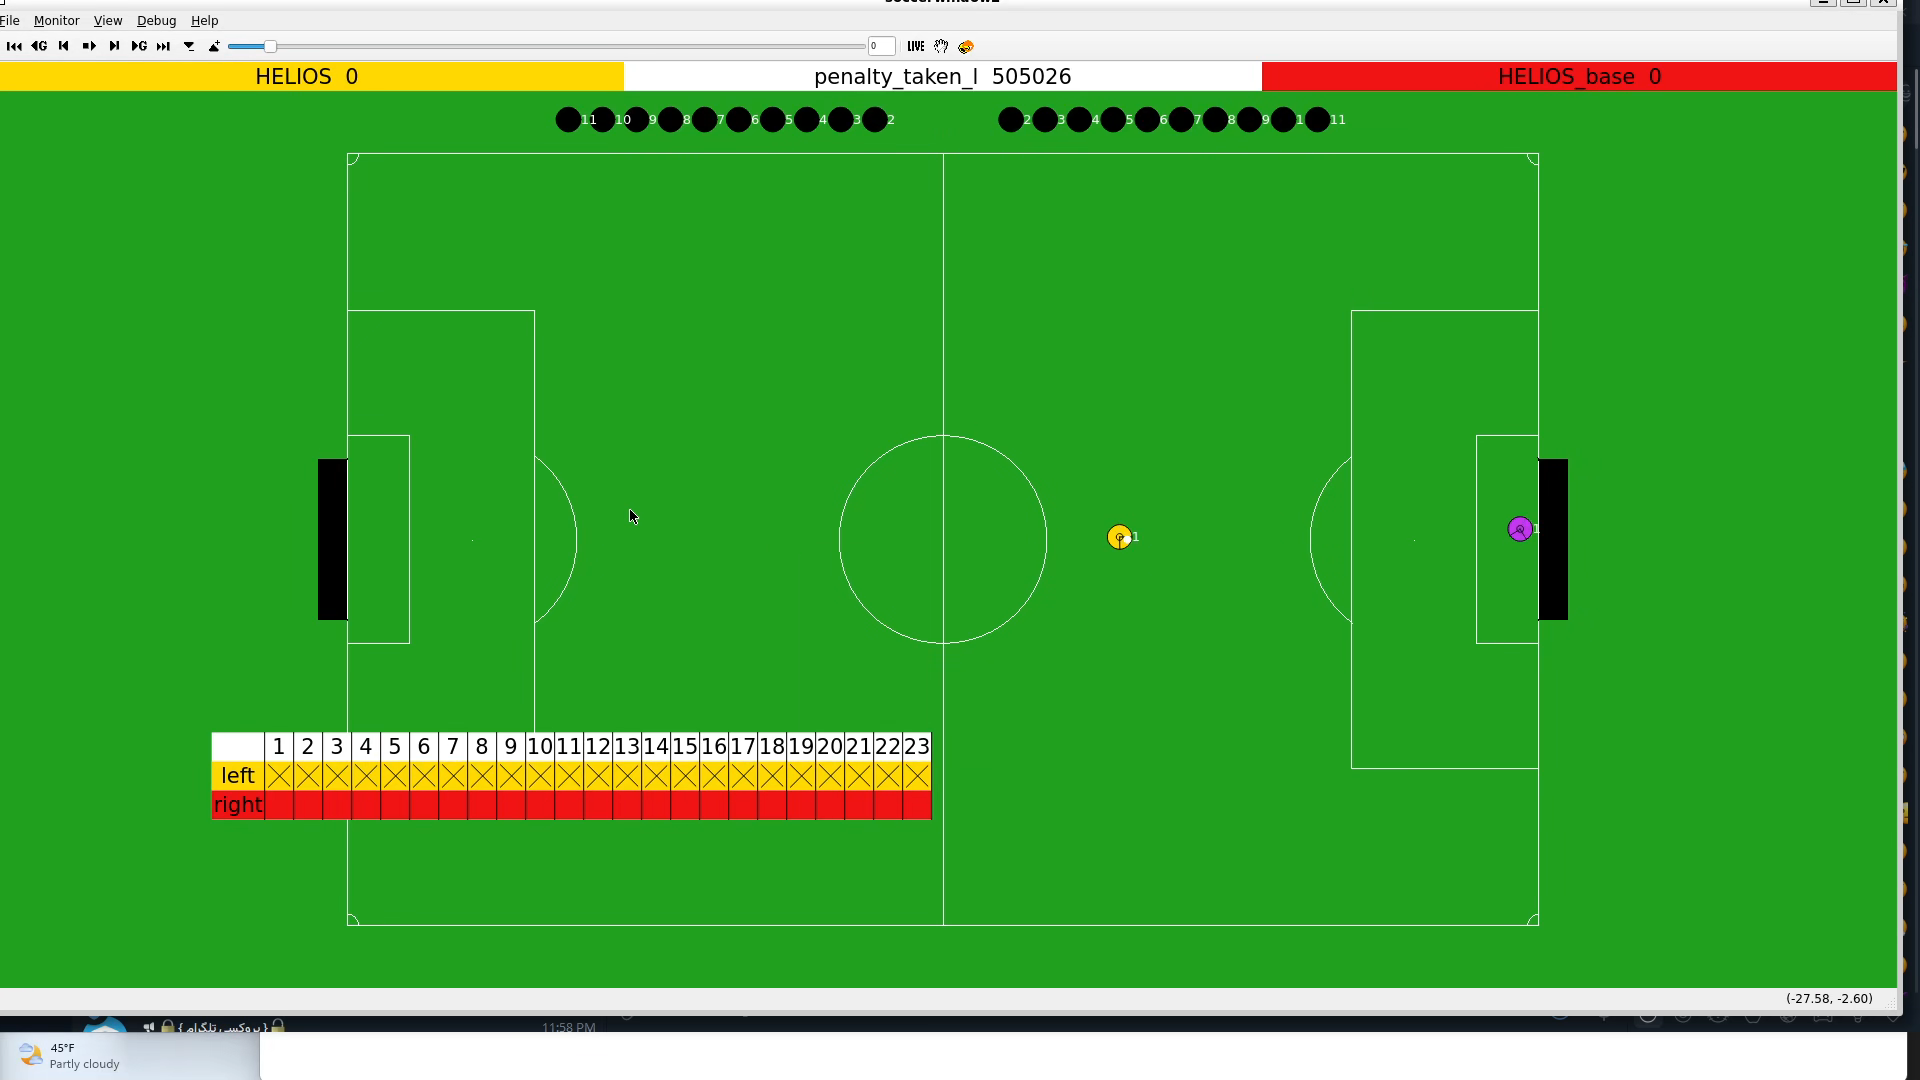 File Monitor View Debug Help
0 LIVE
HELIOS 0 penalty_taken_l 505026 HELIOS_base 0
11 10 9 8 7 6 5 4 3 2 2 3 4 5 6 7 8 9 1 11
1 1
1 2 3 4 5 6 7 8 9 10 11 12 13 14 15 16 17 18 19 20 21 22 23
left
right
(-27.58, -2.60)
{ پروکسی تلگرام } 11:58 PM
45°F
Partly cloudy